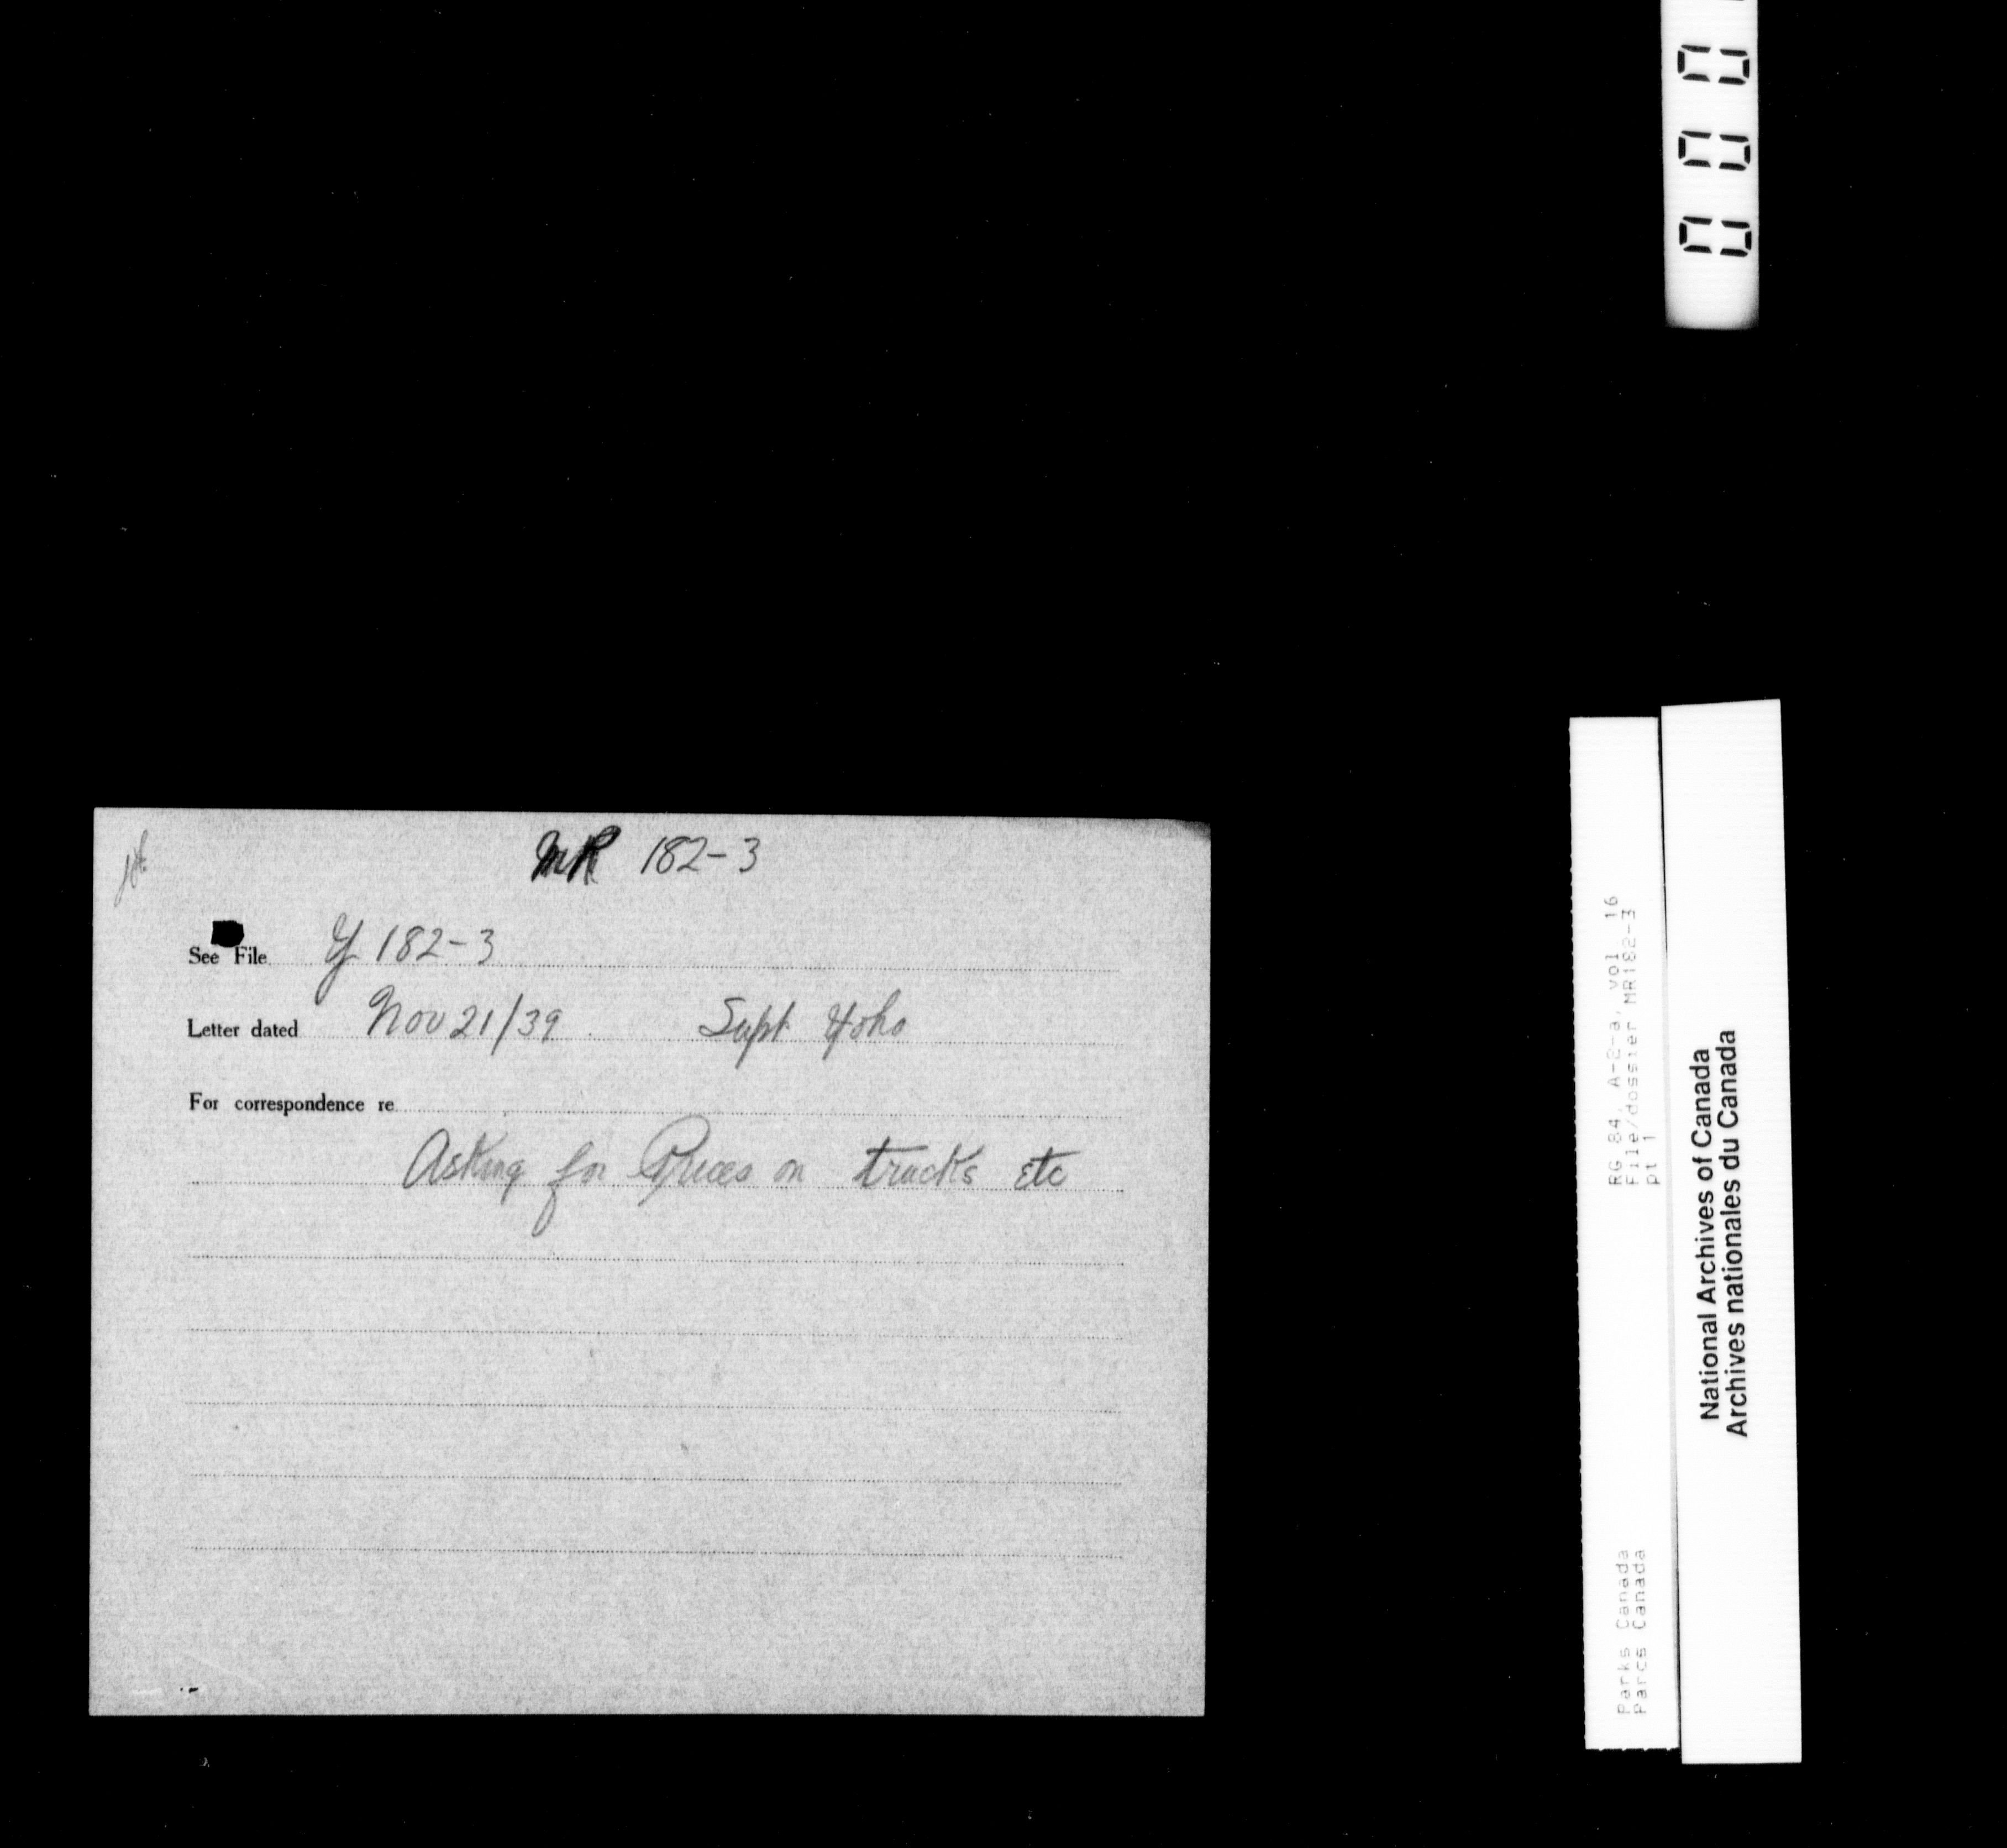 MR 182-3
See File Y 182-3
Letter dated Nov 21/39 Supt Yoho
For correspondence re
Asking for Prices on trucks etc
000
RG 84, A-2-a, vol. 16
File/dossier MR182-3
pt 1
Parks Canada
Parcs Canada
National Archives of Canada
Archives nationales du Canada